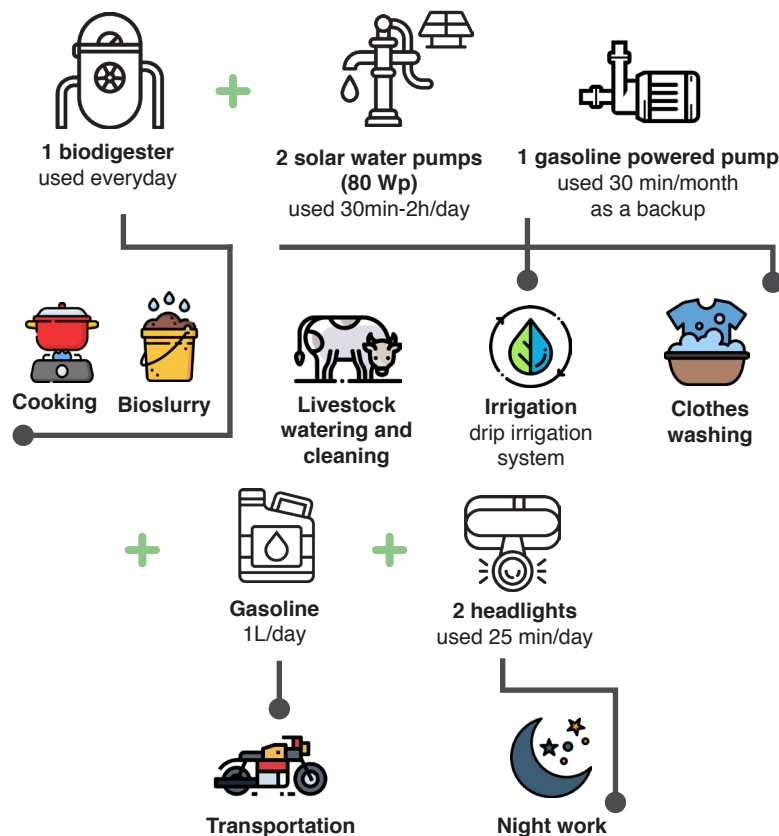 1 biodigester
used everyday
2 solar water pumps
(80 Wp)
used 30min-2h/day
1 gasoline powered pump
used 30 min/month
as a backup
Cooking
Bioslurry
Livestock
watering and
cleaning
Irrigation
drip irrigation
system
Clothes
washing
Gasoline
1L/day
2 headlights
used 25 min/day
Transportation
Night work